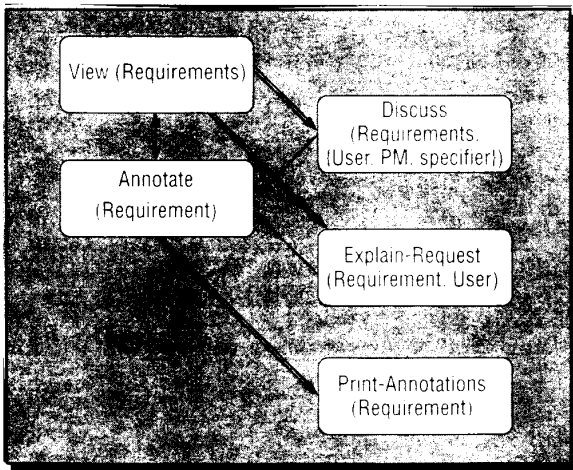 View (Requirements)
Discuss
(Requirements.
(User. PM. specifier))
Annotate
(Requirement)
Explain-Request
(Requirement. User)
Print-Annotations
(Requirement)